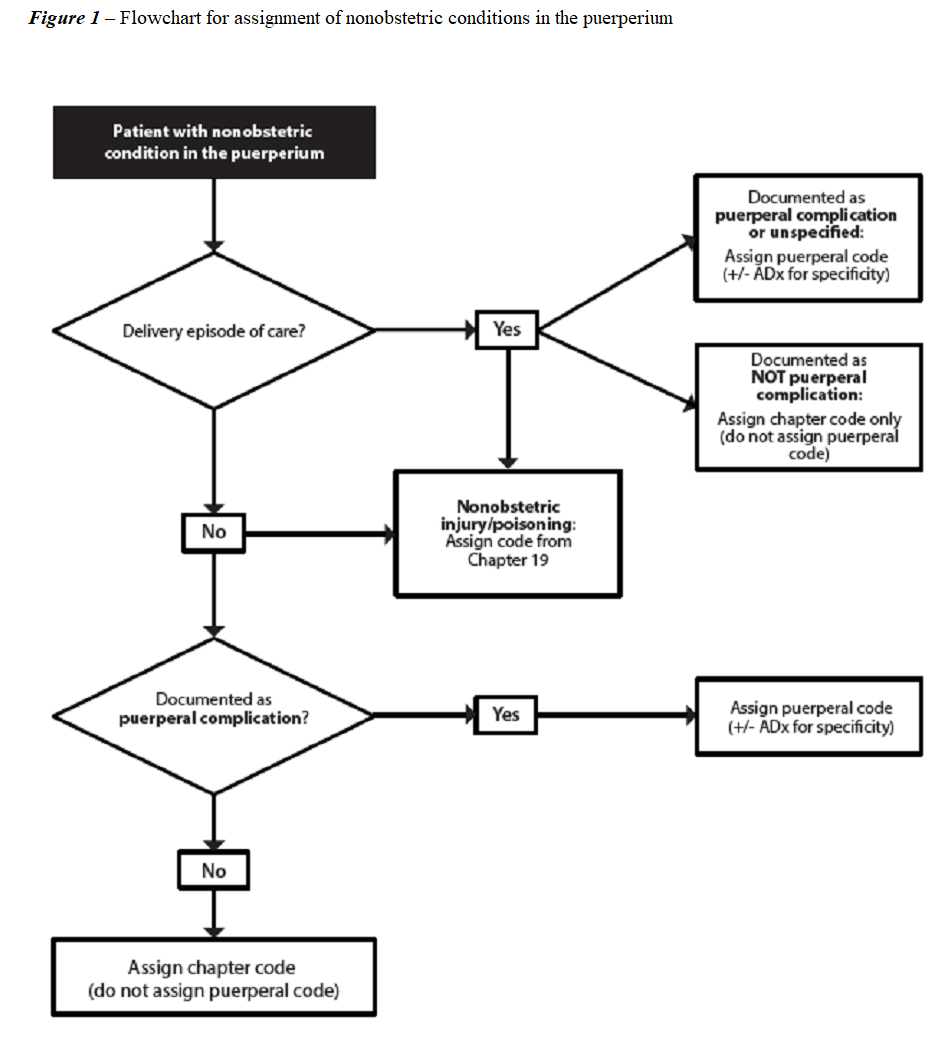 Figure 1 – Flowchart for assignment of nonobstetric conditions in the puerperium
Patient with nonobstetric
condition in the puerperium
Delivery episode of care?
Yes
Documented as
puerperal complication
or unspecified:
Assign puerperal code
(+/- ADx for specificity)
Documented as
NOT puerperal
complication:
Assign chapter code only
(do not assign puerperal
code)
No
Nonobstetric
injury/poisoning:
Assign code from
Chapter 19
Documented as
puerperal complication?
Yes
Assign puerperal code
(+/- ADx for specificity)
No
Assign chapter code
(do not assign puerperal code)